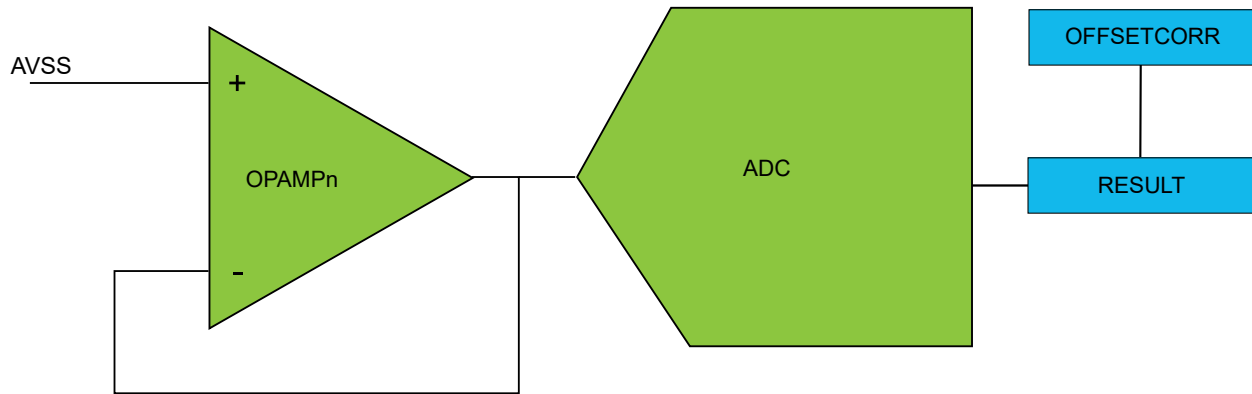 OFFSETCORR
AVSS
+
OPAMPn
ADC
RESULT
-